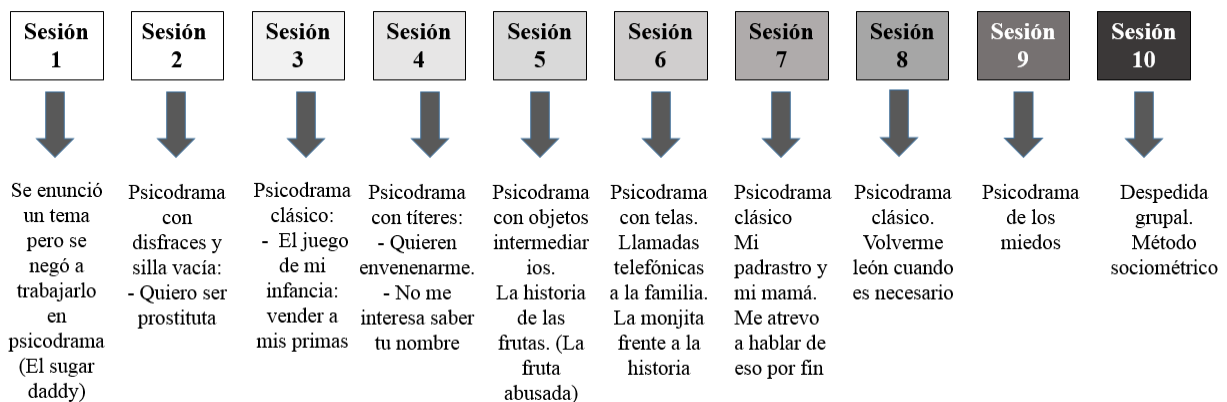 Sesión
1
Sesión
2
Sesión
3
Sesión
4
Sesión
5
Sesión
6
Sesión
7
Sesión
8
Sesión
9
Sesión
10
Se enunció
un tema
pero se
negó a
trabajarlo
en
psicodrama
(El sugar
daddy)
Psicodrama
con
disfraces y
silla vacía:
- Quiero ser
prostituta
Psicodrama
clásico:
- El juego
de mi
infancia:
vender a
mis primas
Psicodrama
con títeres:
- Quieren
envenenarme.
- No me
interesa saber
tu nombre
Psicodrama
con objetos
intermediar
ios.
La historia
de las
frutas. (La
fruta
abusada)
Psicodrama
con telas.
Llamadas
telefónicas
a la familia.
La monjita
frente a la
historia
Psicodrama
clásico
Mi
padrastro y
mi mamá.
Me atrevo
a hablar de
eso por fin
Psicodrama
clásico.
Volverme
león cuando
es necesario
Psicodrama
de los
miedos
Despedida
grupal.
Método
sociométrico